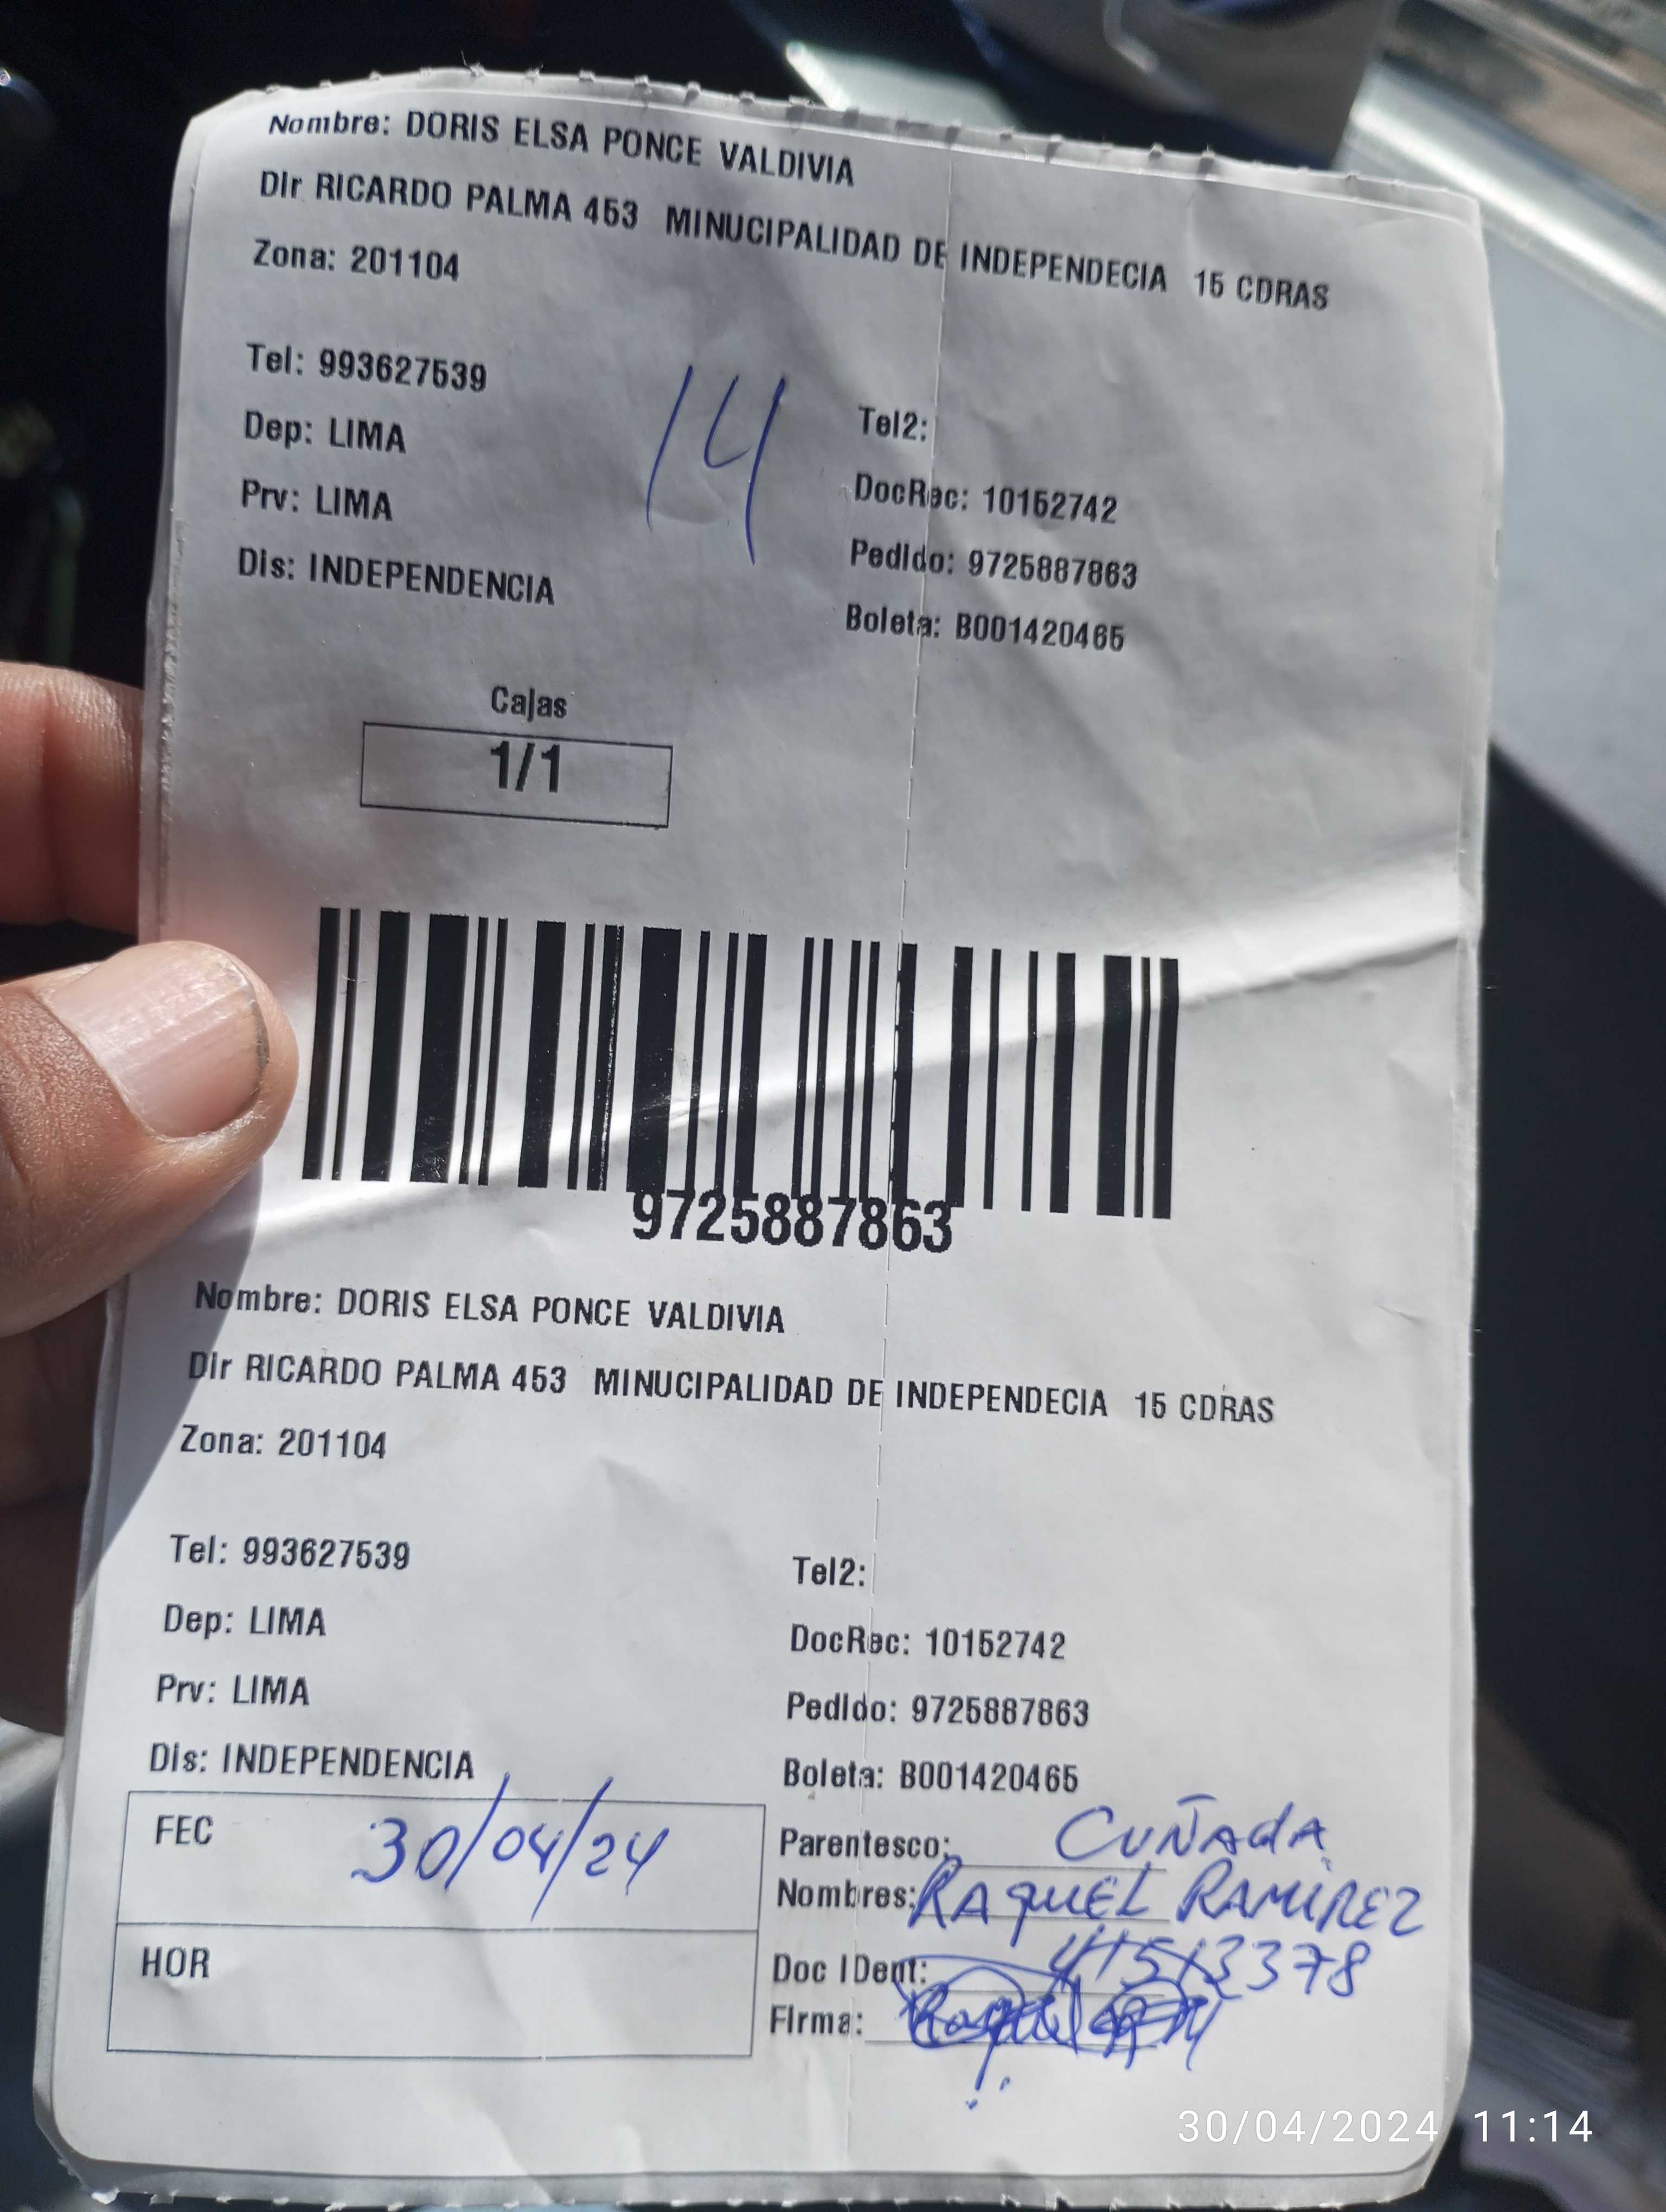 Nombre: DORIS ELSA PONCE VALDIVIA
Dir RICARDO PALMA 453 MINUCIPALIDAD DE INDEPENDECIA 15 CDRAS
Zona: 201104
Tel: 993627539
Tel2:
Dep: LIMA
DocRec: 10152742
Prv: LIMA
Pedido: 9725887863
Dis: INDEPENDENCIA
Boleta: B001420465
14
Cajas
1/1
9725887863
Nombre: DORIS ELSA PONCE VALDIVIA
Dir RICARDO PALMA 453 MINUCIPALIDAD DE INDEPENDECIA 15 CDRAS
Zona: 201104
Tel: 993627539
Tel2:
Dep: LIMA
DocRec: 10152742
Prv: LIMA
Pedido: 9725887863
Dis: INDEPENDENCIA
Boleta: B001420465
FEC 30/04/24
Parentesco: CUÑADA
Nombres: RAQUEL RAMIREZ
HOR
Doc IDent:
Firma:
30/04/2024 11:14